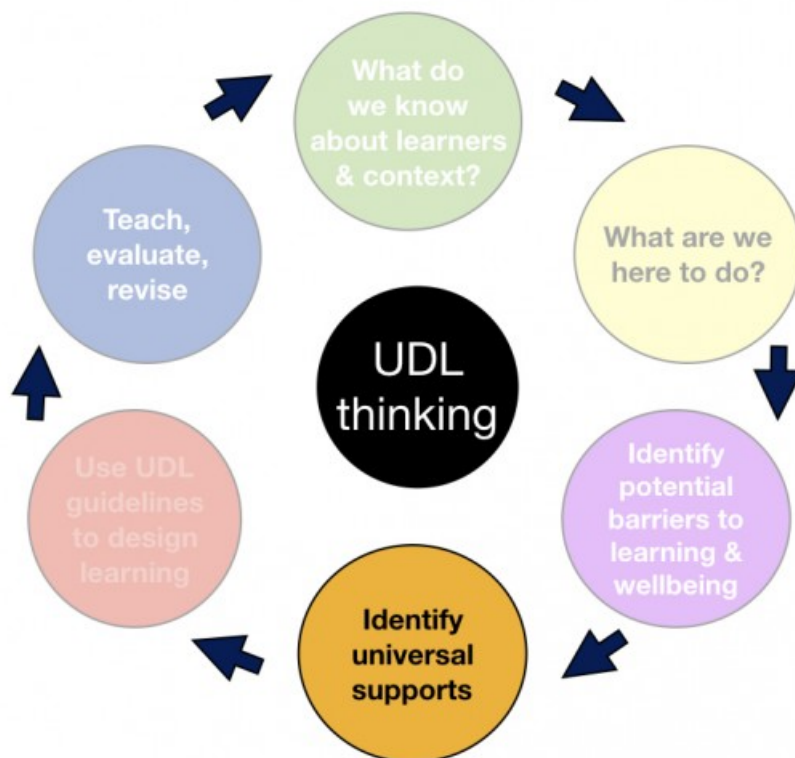 What do
we know
about learners
& context?
What are we
here to do?
Identify
potential
barriers to
learning &
wellbeing
Identify
universal
supports
Use UDL
guidelines
to design
learning
Teach,
evaluate,
revise
UDL
thinking